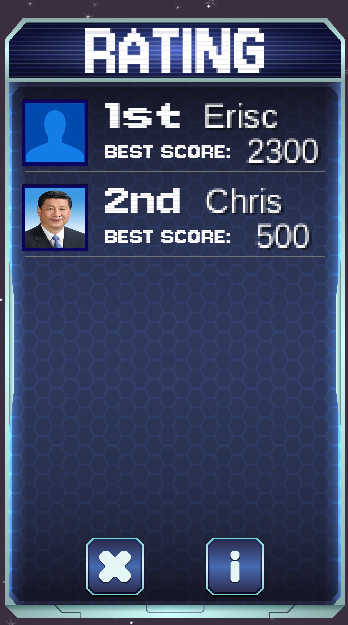 RATING
1st Erisc
BEST SCORE: 2300
2nd Chris
BEST SCORE: 500
i